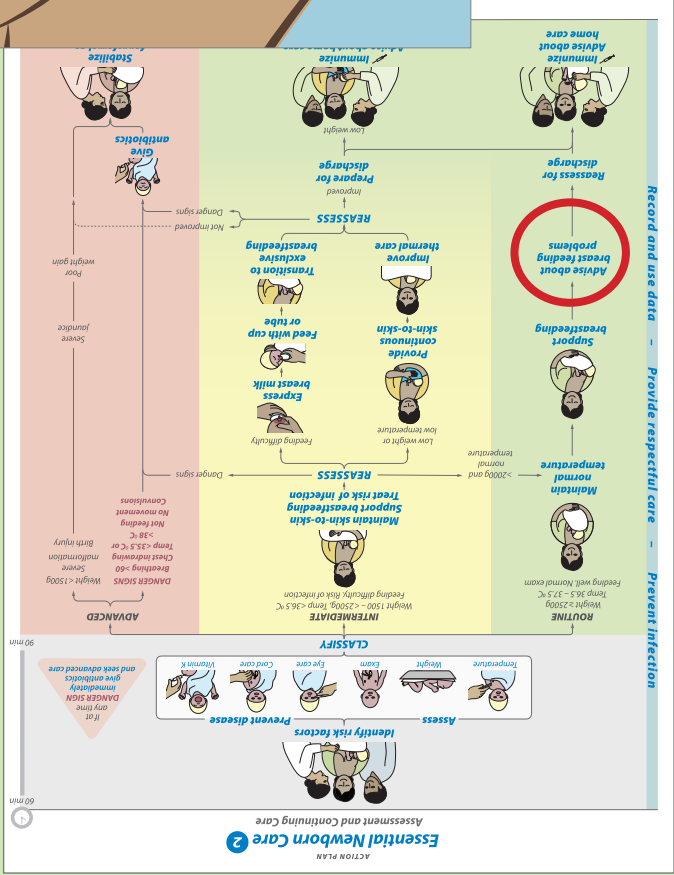 ACTION PLAN
Essential Newborn Care 2
Assessment and Continuing Care
60 min
Identify risk factors
Assess
Prevent disease
Temperature
Weight
Exam
Eye care
Cord care
Vitamin K
If at
any time
DANGER SIGN
immediately
give antibiotics
and seek advanced care
90 min
CLASSIFY
ROUTINE
Weight ≥2500g
Temp 36.5 – 37.5 ºC
Feeding well. Normal exam
Maintain
normal
temperature
>2000g and
normal
temperature
Support
breastfeeding
Advise about
breast feeding
problems
Reassess for
discharge
Immunize
Advise about
home care
INTERMEDIATE
Weight 1500 – <2500g, Temp <36.5ºC
Feeding difficulty, Risk of infection
Maintain skin-to-skin
Support breastfeeding
Treat risk of infection
REASSESS
Danger signs
Low weight or
low temperature
Provide
continuous
skin-to-skin
Improve
thermal care
Feeding difficulty
Express
breast milk
Feed with cup
or tube
Transition to
exclusive
breastfeeding
REASSESS
Not improved
Danger signs
Improved
Prepare for
discharge
Low weight
Immunize
Advise about home care
ADVANCED
Weight <1500g
Severe
malformation
Birth injury
DANGER SIGNS
Breathing >60
Chest indrawing
Temp <35.5 ºC or
>38ºC
Not feeding
No movement
Convulsions
Severe
jaundice
Poor
weight gain
Give
antibiotics
Stabilize
Prevent infection – Provide respectful care – Record and use data